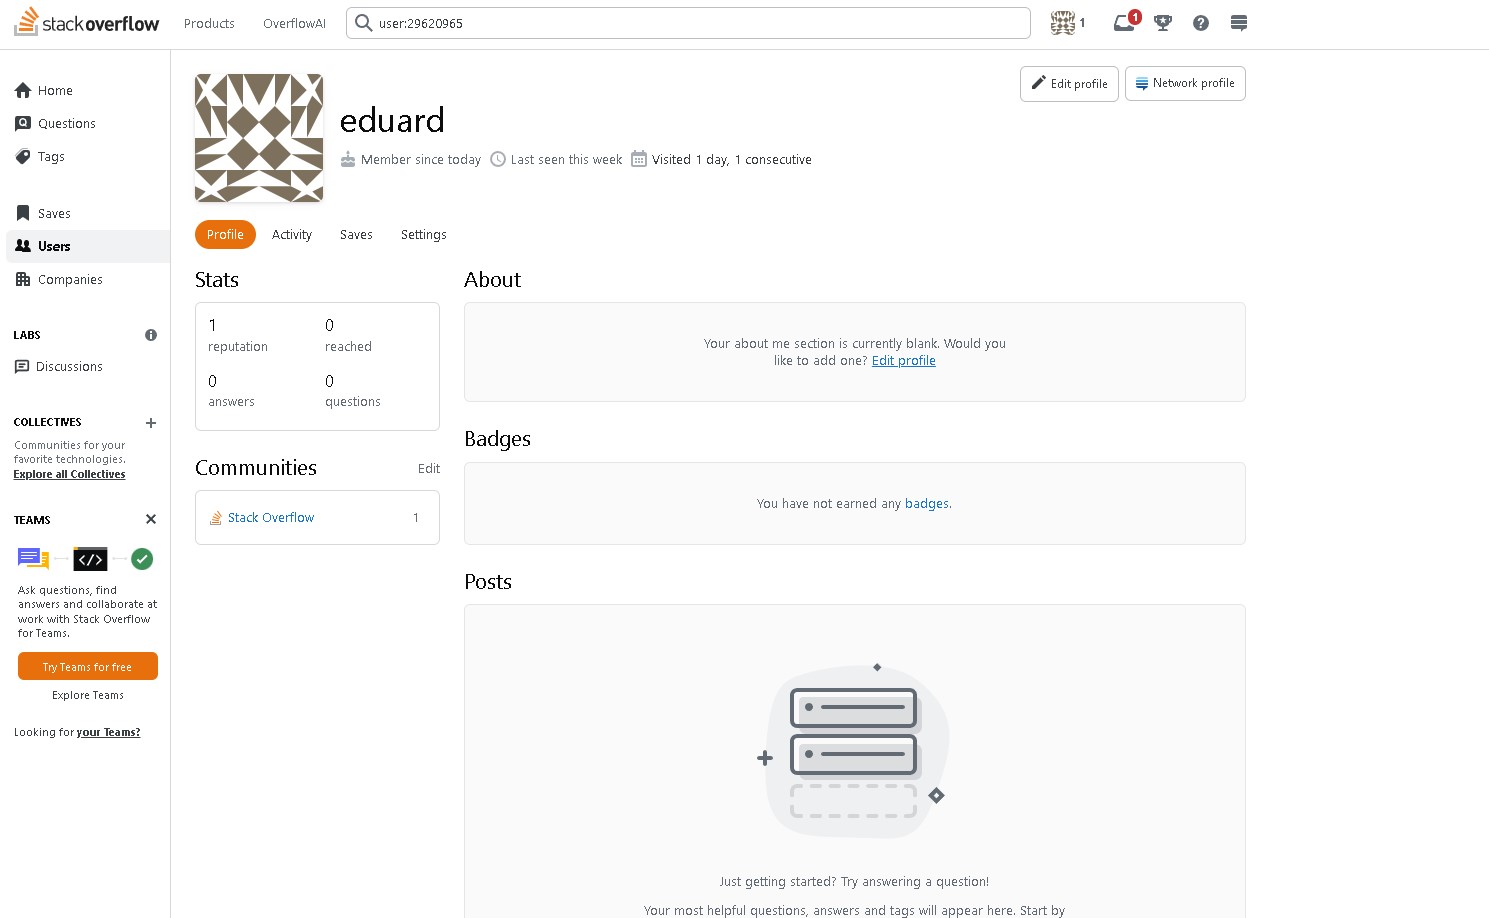 stackoverflow
Products
OverflowAI
user:29620965
1
1
Home
Questions
Tags
Saves
Users
Companies
LABS
Discussions
COLLECTIVES
Communities for your
favorite technologies.
Explore all Collectives
TEAMS
Ask questions, find
answers and collaborate at
work with Stack Overflow
for Teams.
Try Teams for free
Explore Teams
Looking for your Teams?
eduard
Member since today
Last seen this week
Visited 1 day, 1 consecutive
Edit profile
Network profile
Profile
Activity
Saves
Settings
Stats
1
reputation
0
reached
0
answers
0
questions
Communities
Edit
Stack Overflow
1
About
Your about me section is currently blank. Would you
like to add one? Edit profile
Badges
You have not earned any badges.
Posts
Just getting started? Try answering a question!
Your most helpful questions, answers and tags will appear here. Start by